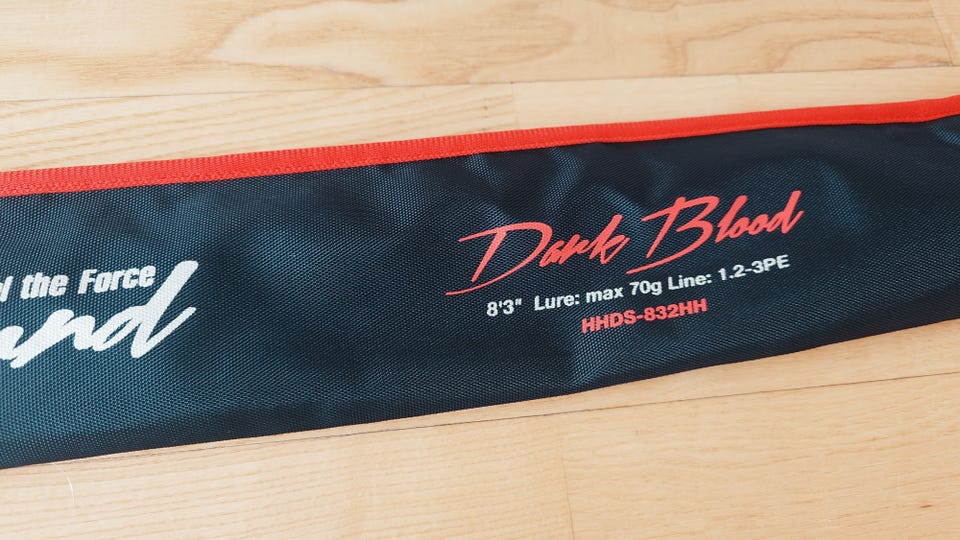 the Force
Dark Blood
8'3" Lure: max 70g Line: 1.2-3PE
HHDS-832HH